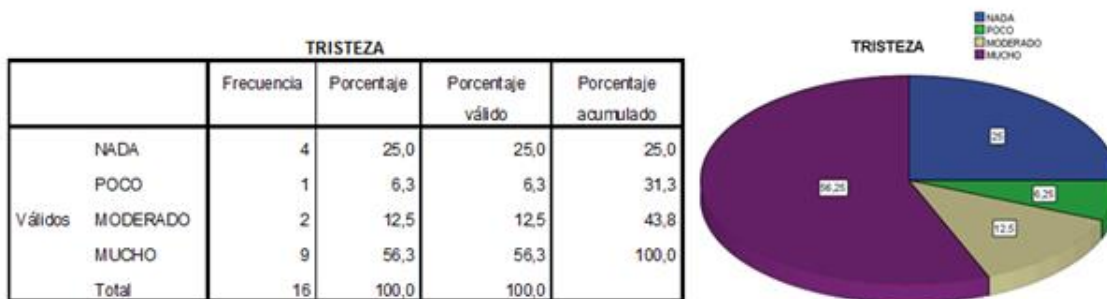 TRISTEZA
Frecuencia Porcentaje Porcentaje válido Porcentaje acumulado
Válidos
NADA 4 25,0 25,0 25,0
POCO 1 6,3 6,3 31,3
MODERADO 2 12,5 12,5 43,8
MUCHO 9 56,3 56,3 100,0
Total 16 100,0 100,0
TRISTEZA
NADA
POCO
MODERADO
MUCHO
25
6,25
12,5
56,25